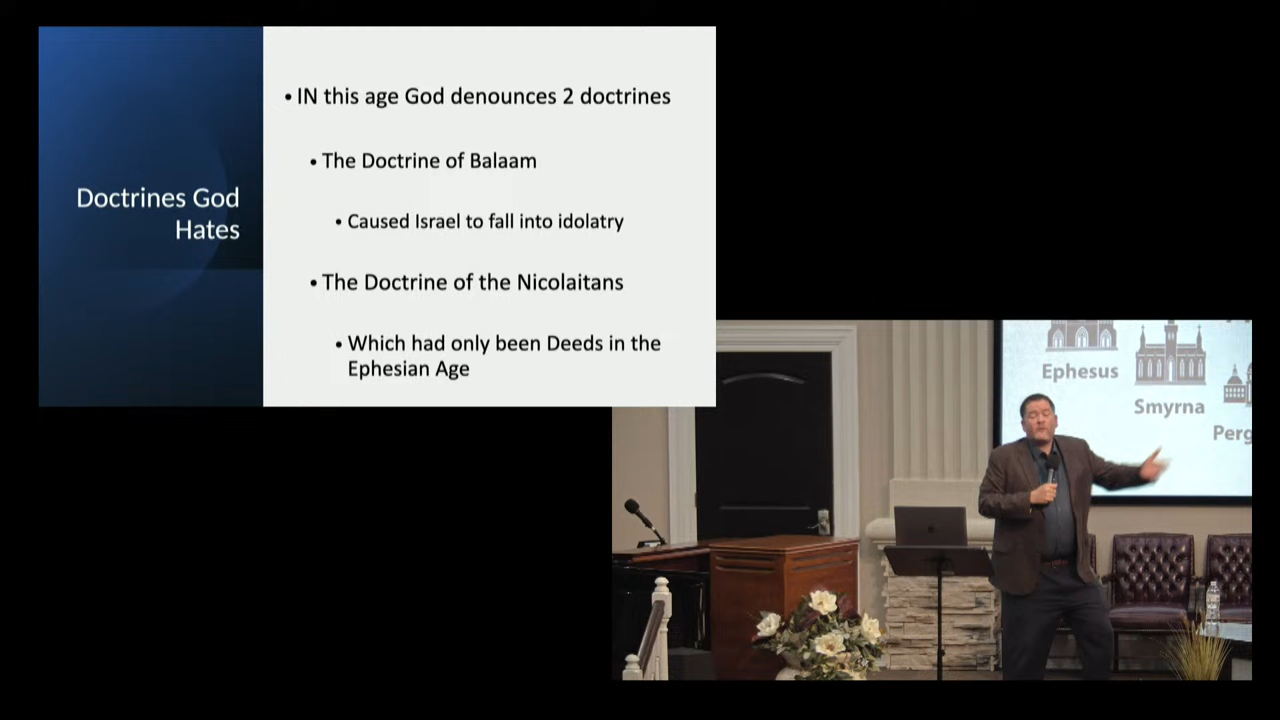 Doctrines God
Hates
• IN this age God denounces 2 doctrines
• The Doctrine of Balaam
• Caused Israel to fall into idolatry
• The Doctrine of the Nicolaitans
• Which had only been Deeds in the
Ephesian Age
Ephesus
Smyrna
Perg